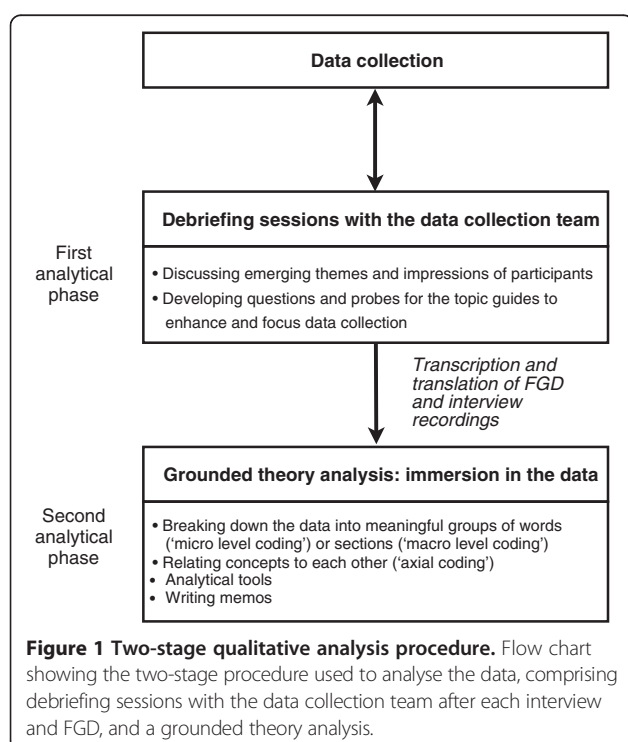 Data collection
Debriefing sessions with the data collection team
First
analytical
phase
• Discussing emerging themes and impressions of participants
• Developing questions and probes for the topic guides to
enhance and focus data collection
Transcription and
translation of FGD
and interview
recordings
Grounded theory analysis: immersion in the data
Second
analytical
phase
• Breaking down the data into meaningful groups of words
('micro level coding') or sections ('macro level coding')
• Relating concepts to each other ('axial coding')
• Analytical tools
• Writing memos
Figure 1 Two-stage qualitative analysis procedure. Flow chart
showing the two-stage procedure used to analyse the data, comprising
debriefing sessions with the data collection team after each interview
and FGD, and a grounded theory analysis.